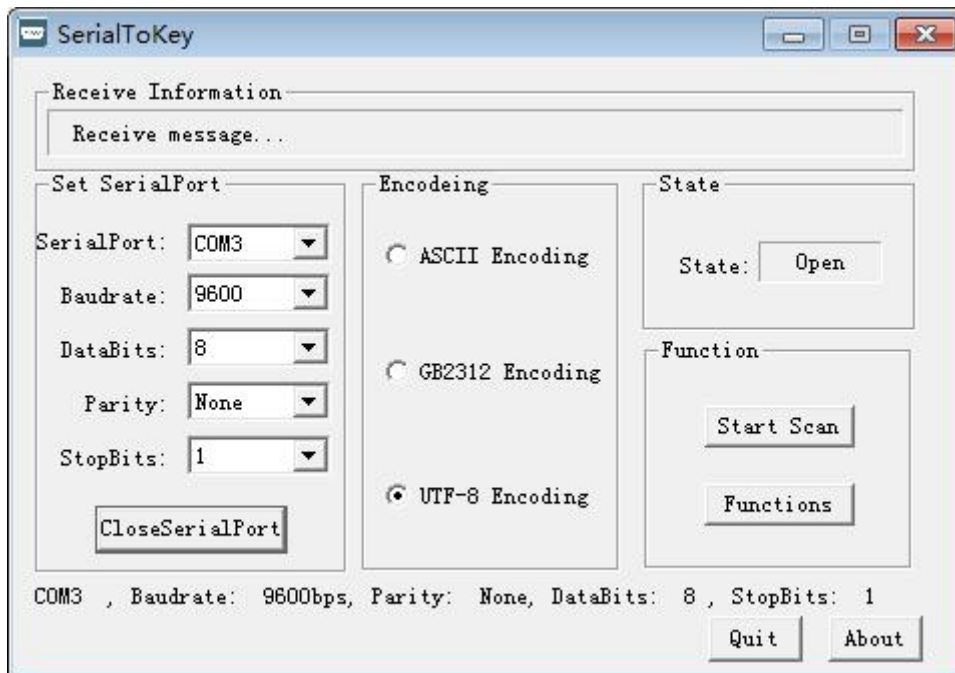 SerialToKey
Receive Information
Receive message...
Set SerialPort
SerialPort: COM3
Baudrate: 9600
DataBits: 8
Parity: None
StopBits: 1
CloseSerialPort
Encodeing
ASCII Encoding
GB2312 Encoding
UTF-8 Encoding
State
State: Open
Function
Start Scan
Functions
COM3 , Baudrate: 9600bps, Parity: None, DataBits: 8 , StopBits: 1
Quit About